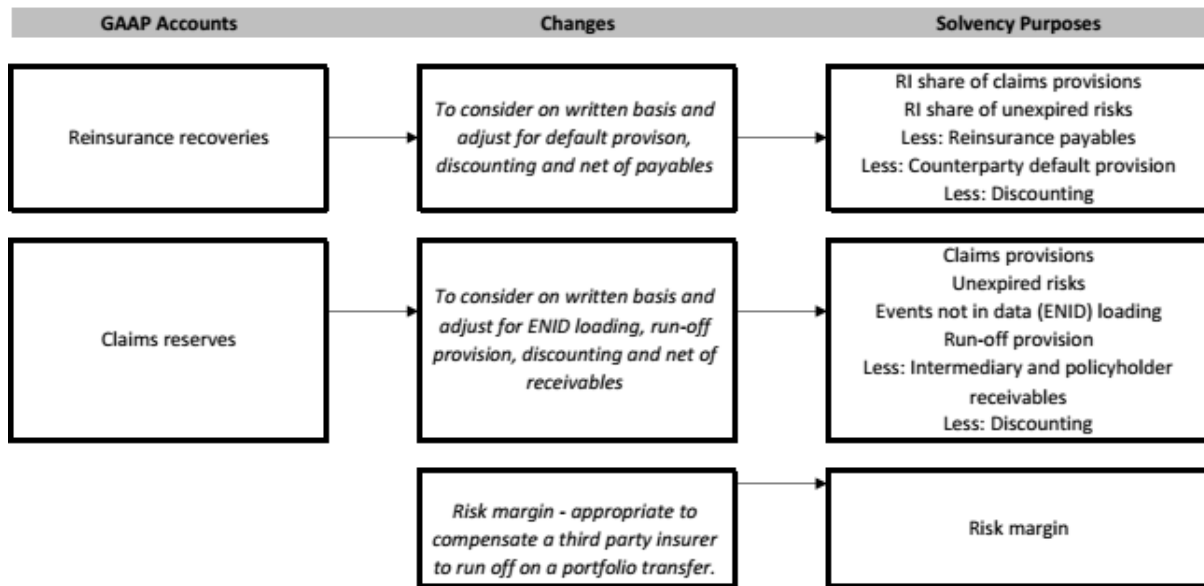 GAAP Accounts
Changes
Solvency Purposes
Reinsurance recoveries
To consider on written basis and
adjust for default provison,
discounting and net of payables
RI share of claims provisions
RI share of unexpired risks
Less: Reinsurance payables
Less: Counterparty default provision
Less: Discounting
Claims reserves
To consider on written basis and
adjust for ENID loading, run-off
provision, discounting and net of
receivables
Claims provisions
Unexpired risks
Events not in data (ENID) loading
Run-off provision
Less: Intermediary and policyholder
receivables
Less: Discounting
Risk margin - appropriate to
compensate a third party insurer
to run off on a portfolio transfer.
Risk margin